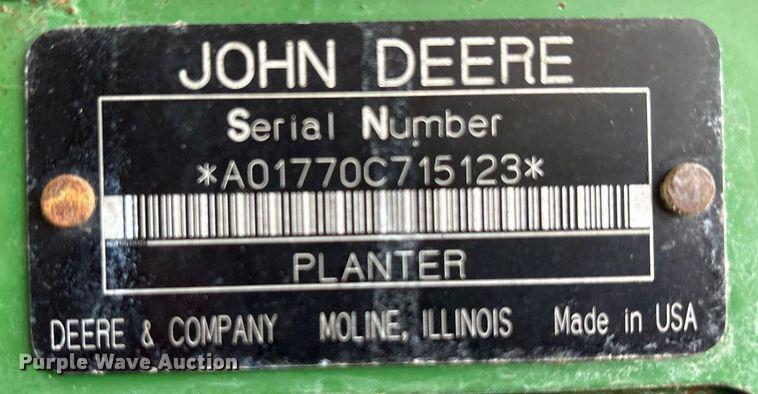 JOHN DEERE
Serial Number
*A01770C715123*
PLANTER
DEERE & COMPANY MOLINE, ILLINOIS Made in USA
Purple Wave Auction